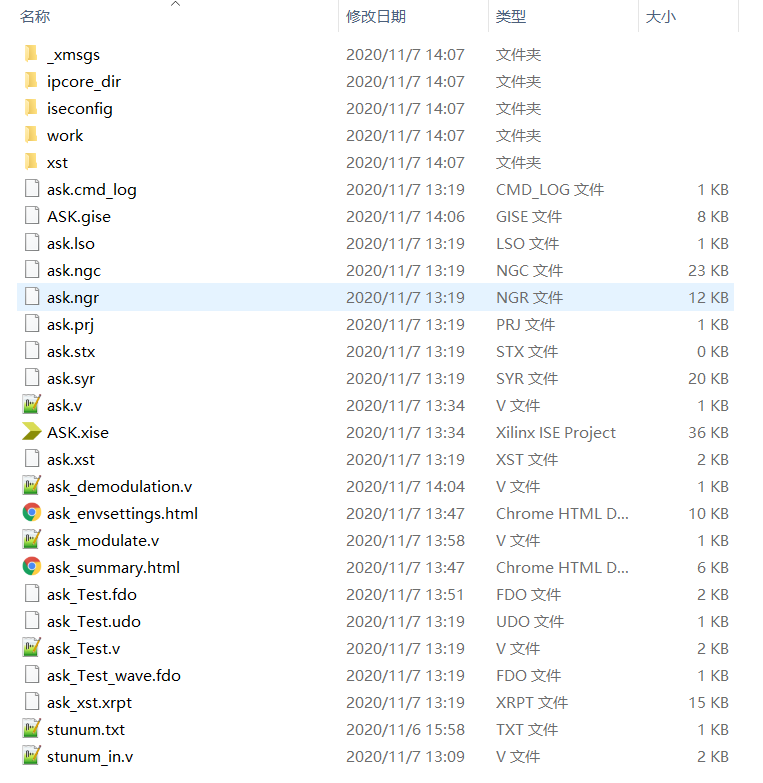 名称 修改日期 类型 大小
_xmsgs 2020/11/7 14:07 文件夹
ipcore_dir 2020/11/7 14:07 文件夹
iseconfig 2020/11/7 14:07 文件夹
work 2020/11/7 14:07 文件夹
xst 2020/11/7 14:07 文件夹
ask.cmd_log 2020/11/7 13:19 CMD_LOG 文件 1 KB
ASK.gise 2020/11/7 14:06 GISE 文件 8 KB
ask.lso 2020/11/7 13:19 LSO 文件 1 KB
ask.ngc 2020/11/7 13:19 NGC 文件 23 KB
ask.ngr 2020/11/7 13:19 NGR 文件 12 KB
ask.prj 2020/11/7 13:19 PRJ 文件 1 KB
ask.stx 2020/11/7 13:19 STX 文件 0 KB
ask.syr 2020/11/7 13:19 SYR 文件 20 KB
ask.v 2020/11/7 13:34 V 文件 1 KB
ASK.xise 2020/11/7 13:34 Xilinx ISE Project 36 KB
ask.xst 2020/11/7 13:19 XST 文件 2 KB
ask_demodulation.v 2020/11/7 14:04 V 文件 1 KB
ask_envsettings.html 2020/11/7 13:47 Chrome HTML D... 10 KB
ask_modulate.v 2020/11/7 13:58 V 文件 1 KB
ask_summary.html 2020/11/7 13:47 Chrome HTML D... 6 KB
ask_Test.fdo 2020/11/7 13:51 FDO 文件 2 KB
ask_Test.udo 2020/11/7 13:19 UDO 文件 1 KB
ask_Test.v 2020/11/7 13:19 V 文件 2 KB
ask_Test_wave.fdo 2020/11/7 13:19 FDO 文件 1 KB
ask_xst.xrpt 2020/11/7 13:19 XRPT 文件 15 KB
stunum.txt 2020/11/6 15:58 TXT 文件 1 KB
stunum_in.v 2020/11/7 13:09 V 文件 2 KB